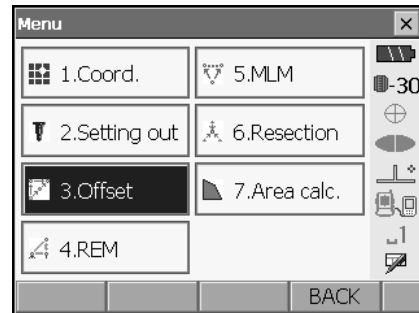 Menu
1.Coord.
5.MLM
-30
2.Setting out
6.Resection
3.Offset
7.Area calc.
4.REM
1
BACK